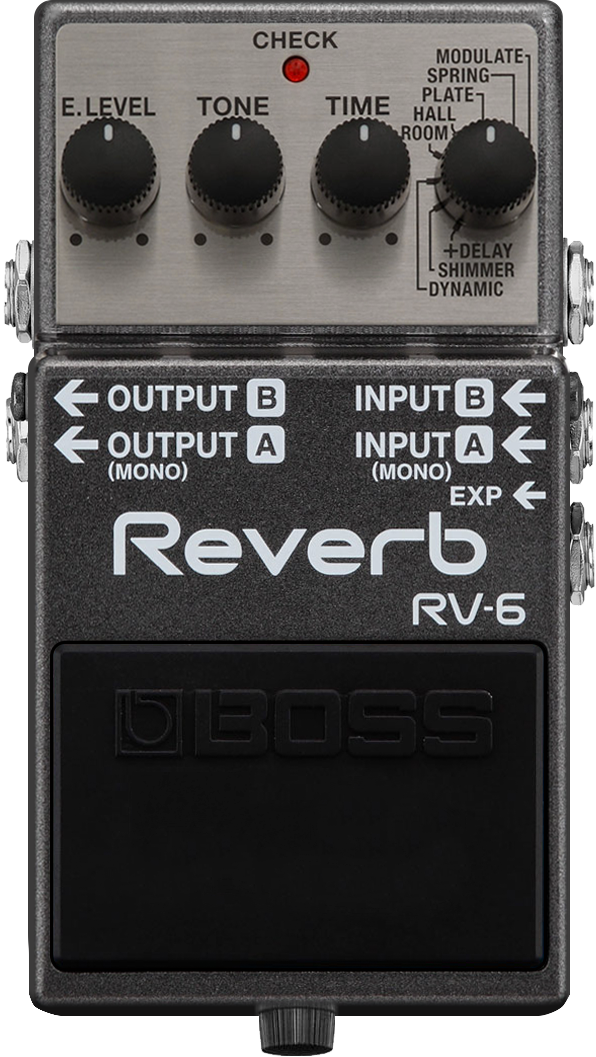 CHECK
E.LEVEL
TONE
TIME
MODULATE
SPRING
PLATE
HALL
ROOM
+DELAY
SHIMMER
DYNAMIC
← OUTPUT B
INPUT B ←
← OUTPUT A
(MONO)
INPUT A ←
(MONO)
EXP ←
Reverb
RV-6
BOSS